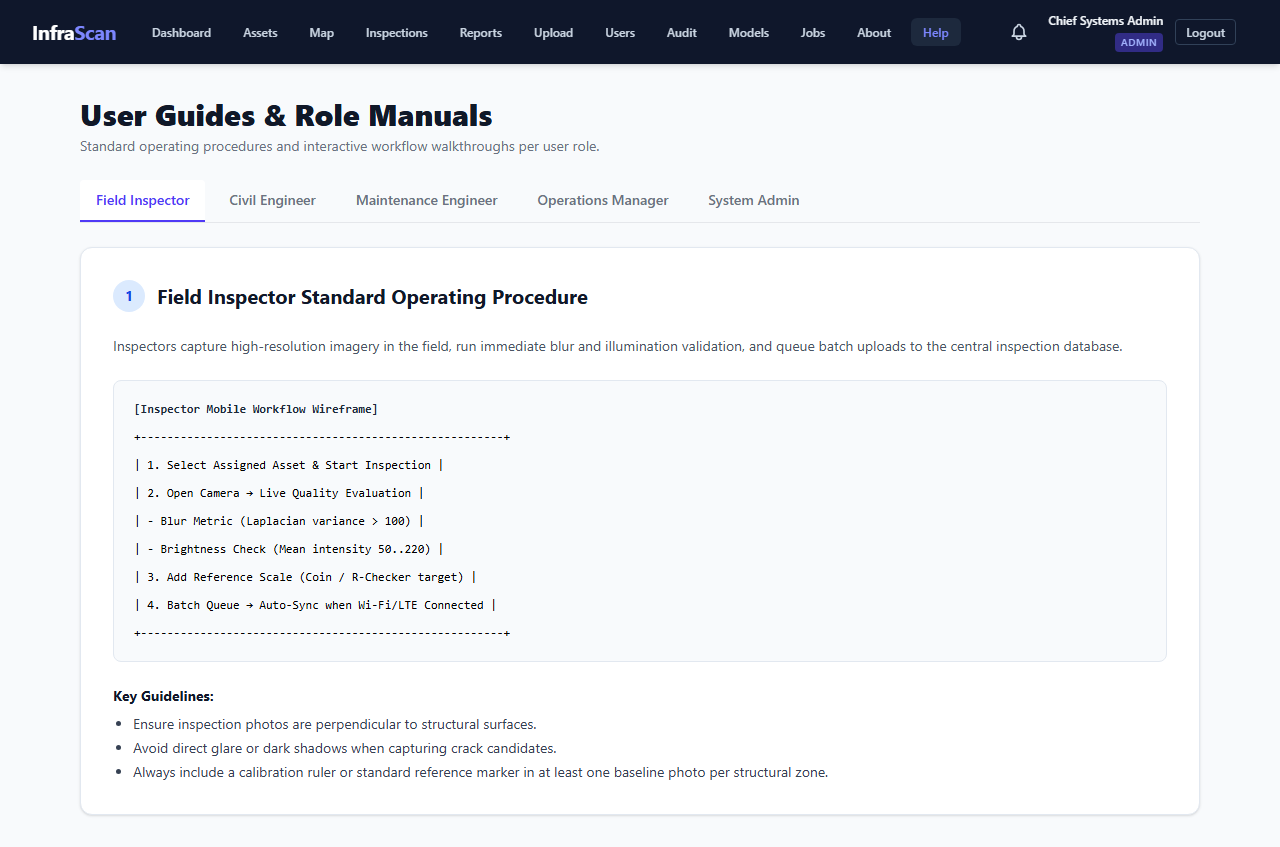 InfraScan Dashboard Assets Map Inspections Reports Upload Users Audit Models Jobs About Help Chief Systems Admin ADMIN Logout
User Guides & Role Manuals
Standard operating procedures and interactive workflow walkthroughs per user role.
Field Inspector Civil Engineer Maintenance Engineer Operations Manager System Admin
1 Field Inspector Standard Operating Procedure
Inspectors capture high-resolution imagery in the field, run immediate blur and illumination validation, and queue batch uploads to the central inspection database.
[Inspector Mobile Workflow Wireframe]
+--------------------------------------------------------+
| 1. Select Assigned Asset & Start Inspection |
| 2. Open Camera → Live Quality Evaluation |
| - Blur Metric (Laplacian variance > 100) |
| - Brightness Check (Mean intensity 50..220) |
| 3. Add Reference Scale (Coin / R-Checker target) |
| 4. Batch Queue → Auto-Sync when Wi-Fi/LTE Connected |
+--------------------------------------------------------+
Key Guidelines:
• Ensure inspection photos are perpendicular to structural surfaces.
• Avoid direct glare or dark shadows when capturing crack candidates.
• Always include a calibration ruler or standard reference marker in at least one baseline photo per structural zone.